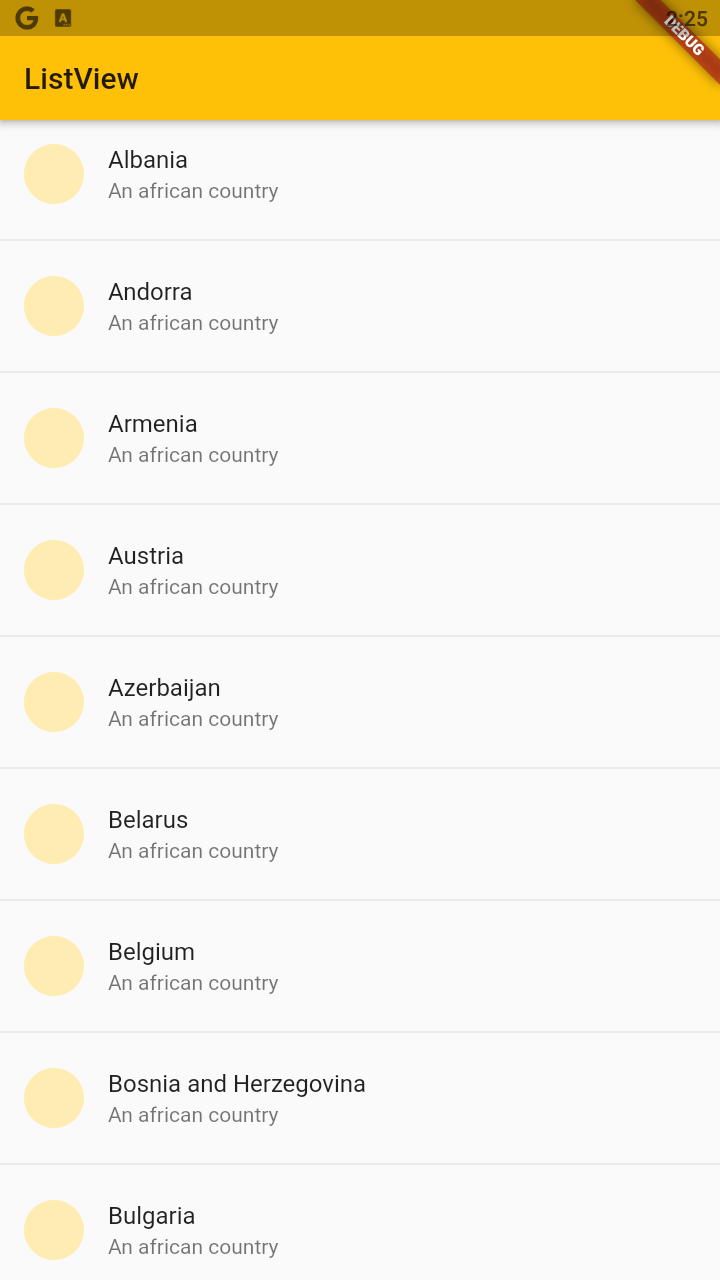 DEBUG
ListView
Albania
An african country
Andorra
An african country
Armenia
An african country
Austria
An african country
Azerbaijan
An african country
Belarus
An african country
Belgium
An african country
Bosnia and Herzegovina
An african country
Bulgaria
An african country